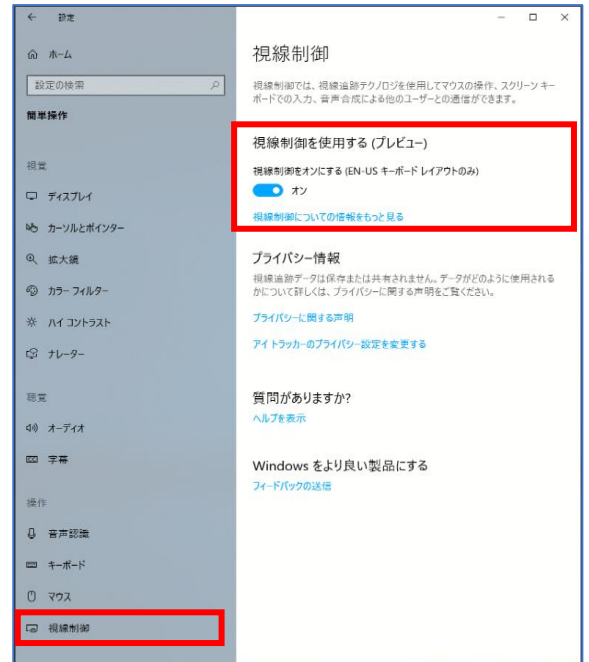 設定
ホーム
設定の検索
簡単操作
視覚
ディスプレイ
カーソルとポインター
拡大鏡
カラー フィルター
ハイ コントラスト
ナレーター
聴覚
オーディオ
字幕
操作
音声認識
キーボード
マウス
視線制御
視線制御
視線制御では、視線追跡テクノロジを使用してマウスの操作、スクリーン キー
ボードでの入力、音声合成による他のユーザーとの通信ができます。
視線制御を使用する (プレビュー)
視線制御をオンにする (EN-US キーボード レイアウトのみ)
オン
視線制御についての情報をもっと見る
プライバシー情報
視線追跡データは保存または共有されません。データがどのように使用される
かについて詳しくは、プライバシーに関する声明をご覧ください。
プライバシーに関する声明
アイ トラッカーのプライバシー設定を変更する
質問がありますか?
ヘルプを表示
Windows をより良い製品にする
フィードバックの送信